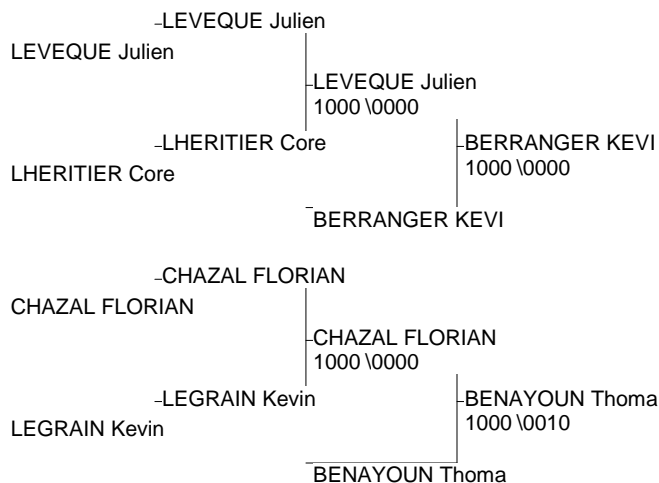 LEVEQUE Julien
LEVEQUE Julien
LEVEQUE Julien
1000 \0000
LHERITIER Core
LHERITIER Core
BERRANGER KEVI
1000 \0000
BERRANGER KEVI
CHAZAL FLORIAN
CHAZAL FLORIAN
CHAZAL FLORIAN
1000 \0000
LEGRAIN Kevin
LEGRAIN Kevin
BENAYOUN Thoma
1000 \0010
BENAYOUN Thoma